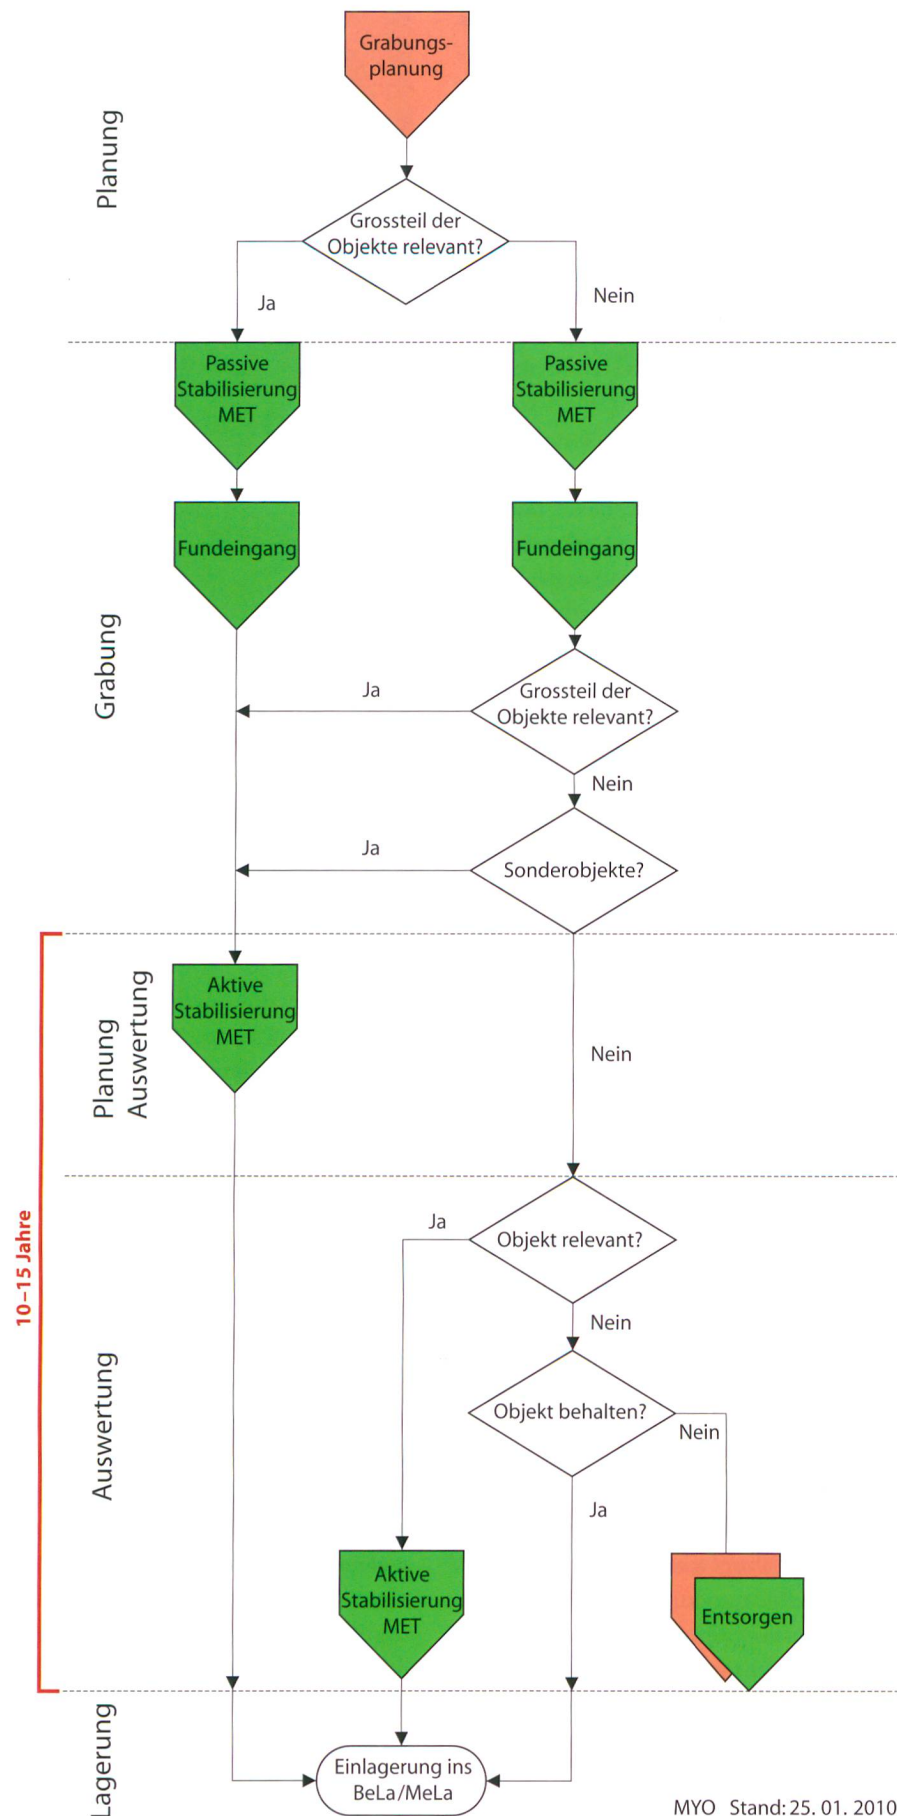 Grabungs-
planung
Planung
Grossteil der
Objekte relevant?
Ja
Nein
Passive
Stabilisierung
MET
Passive
Stabilisierung
MET
Fundeingang
Fundeingang
Grabung
Ja
Grossteil der
Objekte relevant?
Nein
Ja
Sonderobjekte?
Planung
Auswertung
Aktive
Stabilisierung
MET
Nein
10–15 Jahre
Auswertung
Ja
Objekt relevant?
Nein
Objekt behalten?
Nein
Ja
Aktive
Stabilisierung
MET
Entsorgen
Lagerung
Einlagerung ins
BeLa/MeLa
MYO Stand: 25. 01. 2010